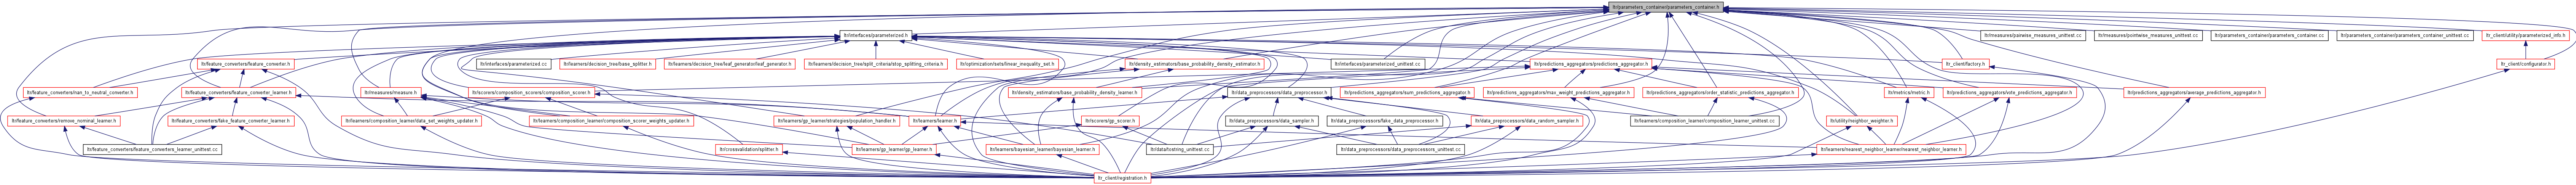 ltr/parameters_container/parameters_container.h
ltr/interfaces/parameterized.h
ltr/measures/pairwise_measures_unittest.cc
ltr/measures/pointwise_measures_unittest.cc
ltr/parameters_container/parameters_container.cc
ltr/parameters_container/parameters_container_unittest.cc
ltr_client/utility/parameterized_info.h
ltr/feature_converters/feature_converter.h
ltr/interfaces/parameterized.cc
ltr/learners/decision_tree/base_splitter.h
ltr/learners/decision_tree/leaf_generator/leaf_generator.h
ltr/learners/decision_tree/split_criteria/stop_splitting_criteria.h
ltr/optimization/sets/linear_inequality_set.h
ltr/density_estimators/base_probability_density_estimator.h
ltr/interfaces/parameterized_unittest.cc
ltr/predictions_aggregators/predictions_aggregator.h
ltr_client/factory.h
ltr_client/configurator.h
ltr/feature_converters/nan_to_neutral_converter.h
ltr/feature_converters/feature_converter_learner.h
ltr/measures/measure.h
ltr/scorers/composition_scorers/composition_scorer.h
ltr/density_estimators/base_probability_density_learner.h
ltr/data_preprocessors/data_preprocessor.h
ltr/predictions_aggregators/sum_predictions_aggregator.h
ltr/predictions_aggregators/max_weight_predictions_aggregator.h
ltr/predictions_aggregators/order_statistic_predictions_aggregator.h
ltr/metrics/metric.h
ltr/predictions_aggregators/vote_predictions_aggregator.h
ltr/predictions_aggregators/average_predictions_aggregator.h
ltr/feature_converters/remove_nominal_learner.h
ltr/feature_converters/fake_feature_converter_learner.h
ltr/learners/composition_learner/data_set_weights_updater.h
ltr/learners/composition_learner/composition_scorer_weights_updater.h
ltr/learners/gp_learner/strategies/population_handler.h
ltr/learners/learner.h
ltr/scorers/gp_scorer.h
ltr/data_preprocessors/data_sampler.h
ltr/data_preprocessors/fake_data_preprocessor.h
ltr/data_preprocessors/data_random_sampler.h
ltr/learners/composition_learner/composition_learner_unittest.cc
ltr/utility/neighbor_weighter.h
ltr/feature_converters/feature_converters_learner_unittest.cc
ltr/crossvalidation/splitter.h
ltr/learners/gp_learner/gp_learner.h
ltr/learners/bayesian_learner/bayesian_learner.h
ltr/data/tostring_unittest.cc
ltr/data_preprocessors/data_preprocessors_unittest.cc
ltr/learners/nearest_neighbor_learner/nearest_neighbor_learner.h
ltr_client/registration.h